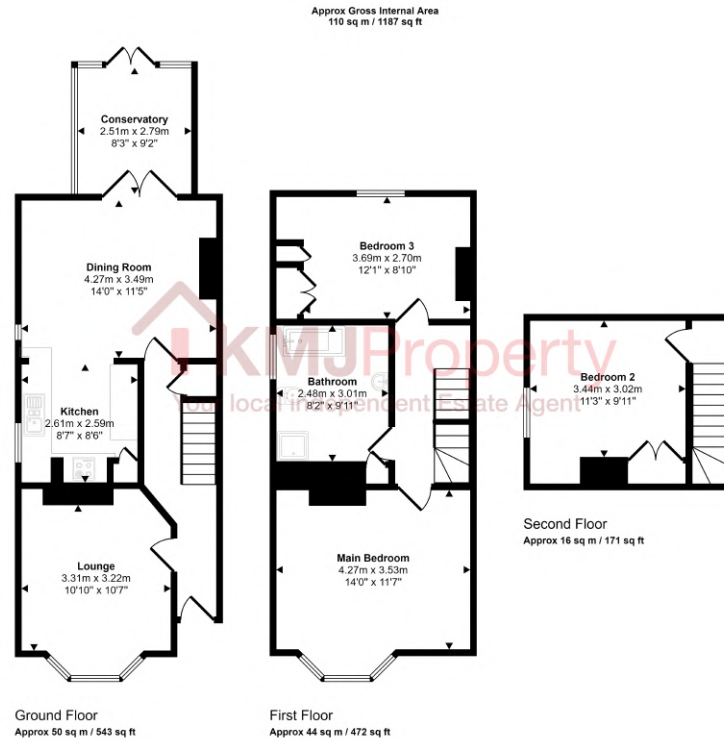 Approx Gross Internal Area
110 sq m / 1187 sq ft
Conservatory
2.51m x 2.79m
8'3" x 9'2"
Dining Room
4.27m x 3.49m
14'0" x 11'5"
Kitchen
2.61m x 2.59m
8'7" x 8'6"
Lounge
3.31m x 3.22m
10'10" x 10'7"
Ground Floor
Approx 50 sq m / 543 sq ft
Bedroom 3
3.69m x 2.70m
12'1" x 8'10"
Bathroom
2.48m x 3.01m
8'2" x 9'11"
Main Bedroom
4.27m x 3.53m
14'0" x 11'7"
First Floor
Approx 44 sq m / 472 sq ft
Bedroom 2
3.44m x 3.02m
11'3" x 9'11"
Second Floor
Approx 16 sq m / 171 sq ft
KMJProperty
Your local independent Estate Agent